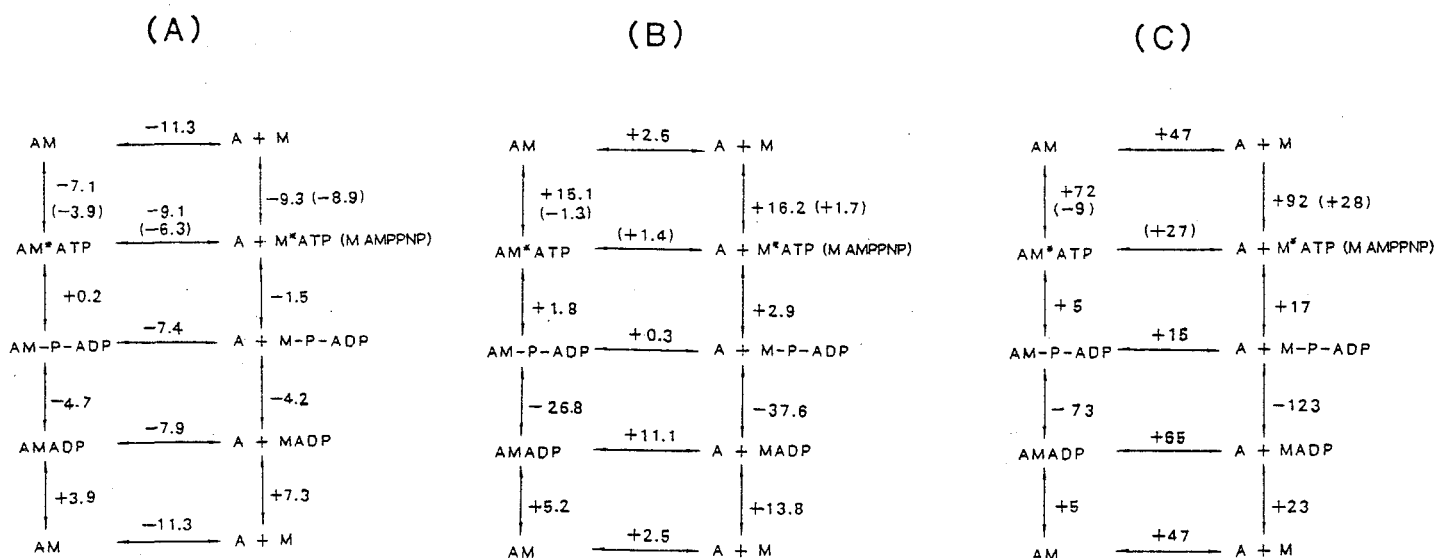 (A) (B) (C)
AM −11.3 A + M
−7.1 (−3.9)
−9.1 (−6.3)
−9.3 (−8.9)
AM*ATP A + M*ATP (M AMPPNP)
+0.2 −1.5
AM-P-ADP −7.4 A + M-P-ADP
−4.7 −4.2
AMADP −7.9 A + MADP
+3.9 +7.3
AM −11.3 A + M
AM +2.5 A + M
+15.1 (−1.3)
+16.2 (+1.7)
AM*ATP (+1.4) A + M*ATP (M AMPPNP)
+1.8 +2.9
AM-P-ADP +0.3 A + M-P-ADP
−26.8 −37.6
AMADP +11.1 A + MADP
+5.2 +13.8
AM +2.5 A + M
AM +47 A + M
+72 (−9)
+92 (+28)
AM*ATP (+27) A + M*ATP (M AMPPNP)
+5 +17
AM-P-ADP +15 A + M-P-ADP
−73 −123
AMADP +65 A + MADP
+5 +23
AM +47 A + M